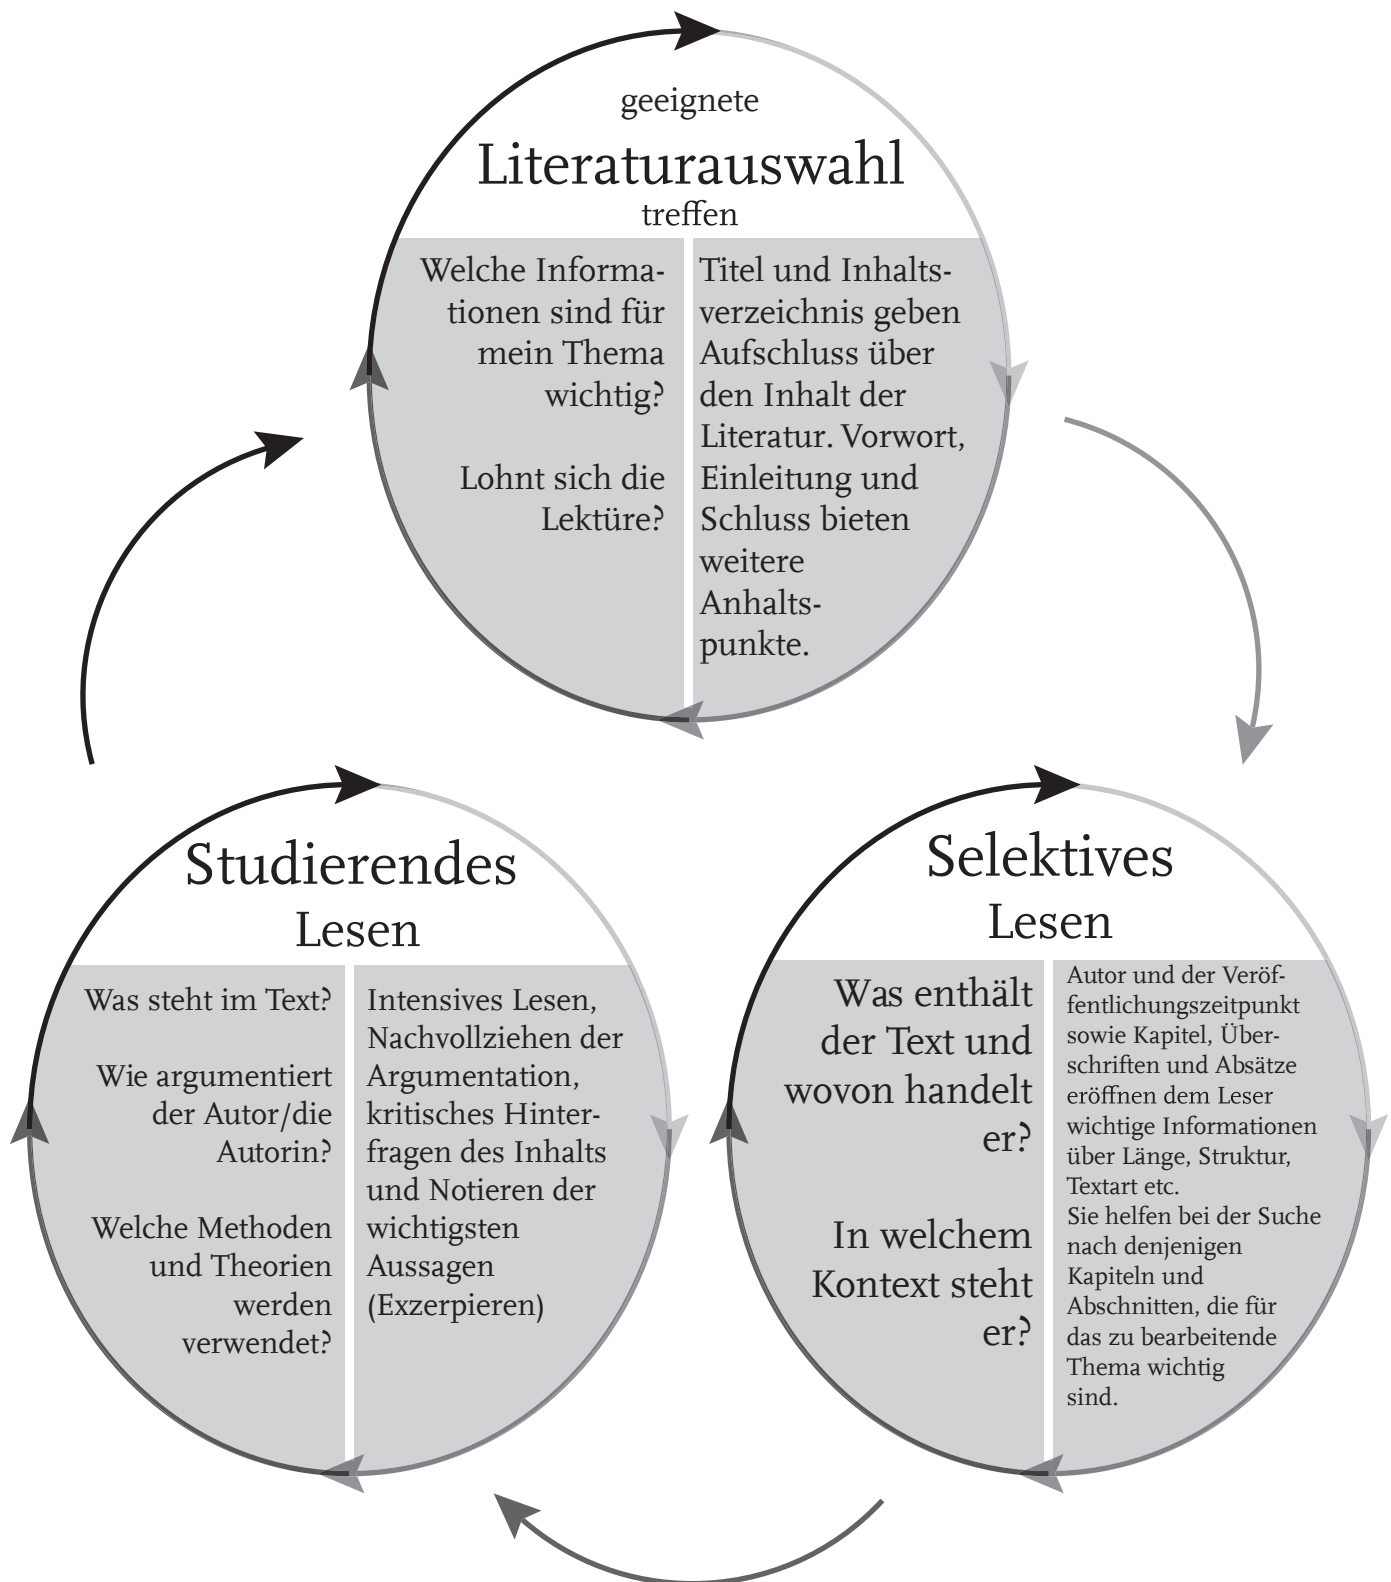 geeignete
Literaturauswahl
treffen
Welche Informa-
tionen sind für
mein Thema
wichtig?
Lohnt sich die
Lektüre?
Titel und Inhalts-
verzeichnis geben
Aufschluss über
den Inhalt der
Literatur. Vorwort,
Einleitung und
Schluss bieten
weitere
Anhalts-
punkte.
Studierendes
Lesen
Was steht im Text?
Wie argumentiert
der Autor/die
Autorin?
Welche Methoden
und Theorien
werden
verwendet?
Intensives Lesen,
Nachvollziehen der
Argumentation,
kritisches Hinter-
fragen des Inhalts
und Notieren der
wichtigsten
Aussagen
(Exzerpieren)
Selektives
Lesen
Was enthält
der Text und
wovon handelt
er?
In welchem
Kontext steht
er?
Autor und der Veröf-
fentlichungszeitpunkt
sowie Kapitel, Über-
schriften und Absätze
eröffnen dem Leser
wichtige Informationen
über Länge, Struktur,
Textart etc.
Sie helfen bei der Suche
nach denjenigen
Kapiteln und
Abschnitten, die für
das zu bearbeitende
Thema wichtig
sind.